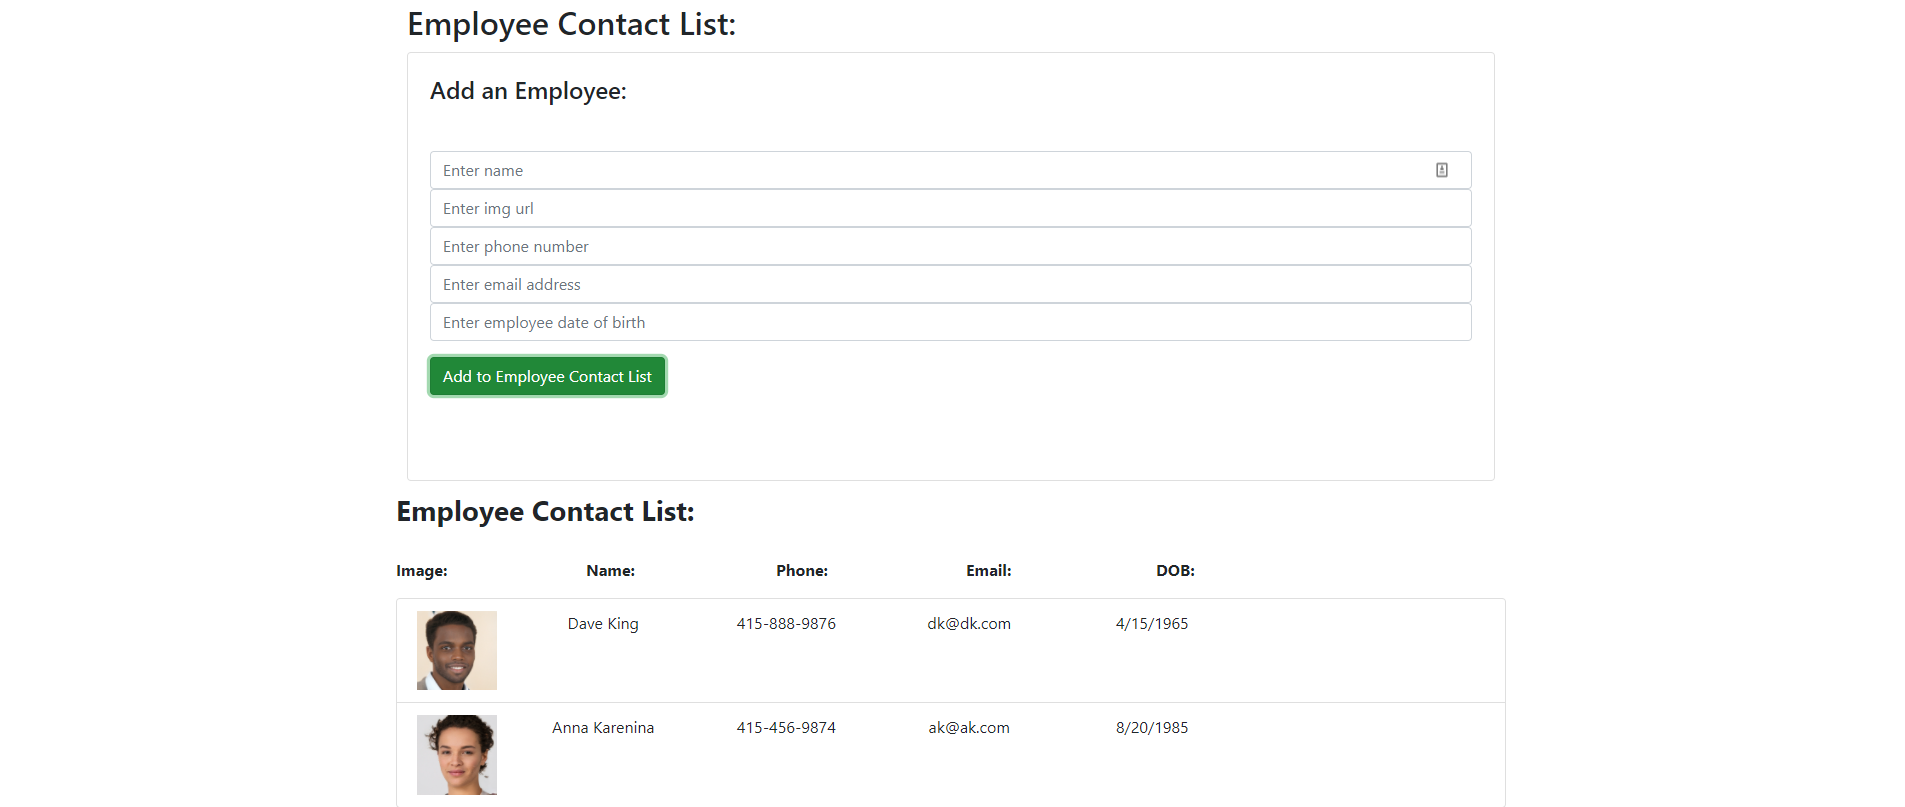 Employee Contact List:
Add an Employee:
Enter name
Enter img url
Enter phone number
Enter email address
Enter employee date of birth
Add to Employee Contact List
Employee Contact List:
Image: Name: Phone: Email: DOB:
Dave King 415-888-9876 dk@dk.com 4/15/1965
Anna Karenina 415-456-9874 ak@ak.com 8/20/1985